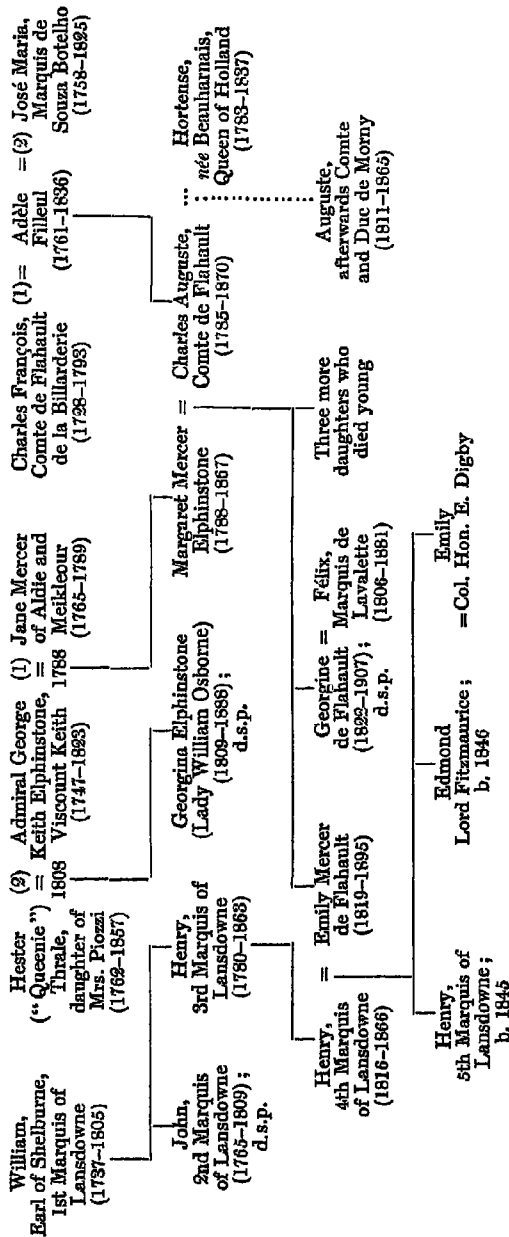 William,
Earl of Shelburne,
1st Marquis of
Lansdowne
(1737–1805)
Hester
("Queenie")
Thrale,
daughter of
Mrs. Piozzi
(1762–1857)
(2)
=
1808
Admiral George
Keith Elphinstone,
Viscount Keith
(1747–1823)
(1)
=
1788
Jane Mercer
of Aldie and
Meikleour
(1765–1789)
Charles François,
Comte de Flahault
de la Billarderie
(1728–1793)
(1)=
Adèle
Filleul
(1761–1836)
=(2)
José Maria,
Marquis de
Souza Botelho
(1758–1825)
John,
2nd Marquis
of Lansdowne
(1765–1809);
d.s.p.
Henry,
3rd Marquis of
Lansdowne
(1780–1863)
Georgina Elphinstone
(Lady William Osborne)
(1809–1888);
d.s.p.
Margaret Mercer
Elphinstone
(1788–1867)
=
Charles Auguste,
Comte de Flahault
(1785–1870)
...
Hortense,
née Beauharnais,
Queen of Holland
(1783–1837)
Henry,
4th Marquis
of Lansdowne
(1816–1866)
=
Emily Mercer
de Flahault
(1819–1895)
Georgine
de Flahault
(1822–1907);
d.s.p.
=
Félix,
Marquis de
Lavalette
(1806–1881)
Three more
daughters who
died young
Auguste,
afterwards Comte
and Duc de Morny
(1811–1865)
Henry,
5th Marquis of
Lansdowne;
b. 1845
Edmond
Lord Fitzmaurice;
b. 1846
Emily
=Col. Hon. E. Digby